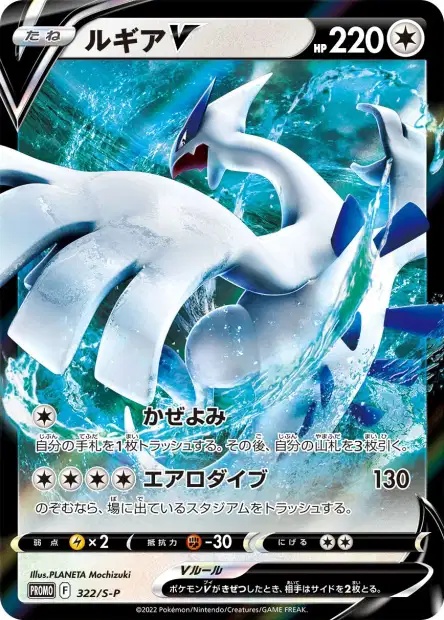 たね ルギアV HP 220
かぜよみ
自分の手札を1枚トラッシュする。その後、自分の山札を3枚引く。
エアロダイブ 130
のぞむなら、場に出ているスタジアムをトラッシュする。
弱点 ×2 抵抗力 -30 にげる
Illus.PLANETA Mochizuki
Vルール
ポケモンVがきぜつしたとき、相手はサイドを2枚とる。
PROMO F 322/S-P
©2022 Pokémon/Nintendo/Creatures/GAME FREAK.